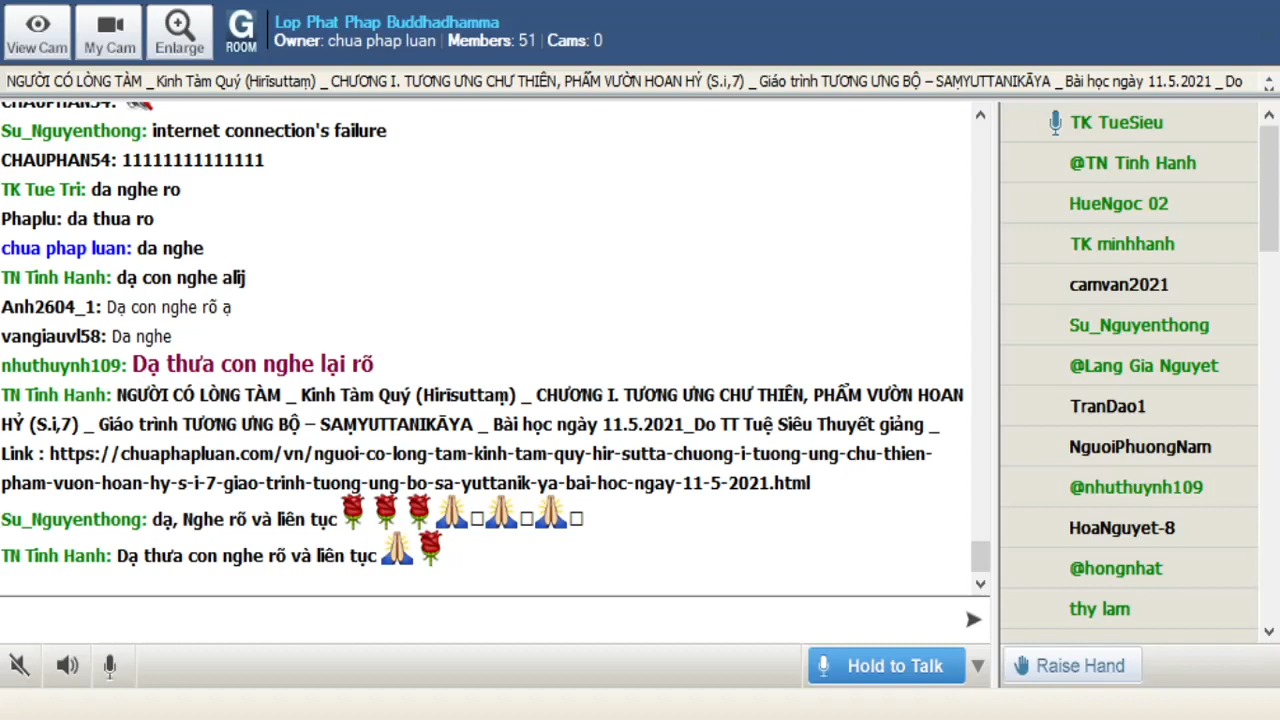 View Cam
My Cam
Enlarge
G
ROOM
Lop Phat Phap Buddhadhamma
Owner: chua phap luan | Members: 51 | Cams: 0
NGƯỜI CÓ LÒNG TÀM _ Kinh Tàm Quý (Hirīsuttaṃ) _ CHƯƠNG I. TƯƠNG ƯNG CHƯ THIÊN, PHẨM VƯỜN HOAN HỶ (S.i,7) _ Giáo trình TƯƠNG ƯNG BỘ – SAṂYUTTANIKĀYA _ Bài học ngày 11.5.2021 _ Do
CHAUPHAN54:
Su_Nguyenthong: internet connection's failure
CHAUPHAN54: 11111111111111
TK Tue Tri: da nghe ro
Phaplu: da thua ro
chua phap luan: da nghe
TN Tinh Hanh: dạ con nghe alij
Anh2604_1: Dạ con nghe rõ ạ
vangiauvl58: Da nghe
nhuthuynh109: Dạ thưa con nghe lại rõ
TN Tinh Hanh: NGƯỜI CÓ LÒNG TÀM _ Kinh Tàm Quý (Hirīsuttaṃ) _ CHƯƠNG I. TƯƠNG ƯNG CHƯ THIÊN, PHẨM VƯỜN HOAN
HỶ (S.i,7) _ Giáo trình TƯƠNG ƯNG BỘ – SAṂYUTTANIKĀYA _ Bài học ngày 11.5.2021_Do TT Tuệ Siêu Thuyết giảng _
Link : https://chuaphapluan.com/vn/nguoi-co-long-tam-kinh-tam-quy-hir-sutta-chuong-i-tuong-ung-chu-thien-
pham-vuon-hoan-hy-s-i-7-giao-trinh-tuong-ung-bo-sa-yuttanik-ya-bai-hoc-ngay-11-5-2021.html
Su_Nguyenthong: dạ, Nghe rõ và liên tục
TN Tinh Hanh: Dạ thưa con nghe rõ và liên tục
Hold to Talk
TK TueSieu
@TN Tinh Hanh
HueNgoc 02
TK minhhanh
camvan2021
Su_Nguyenthong
@Lang Gia Nguyet
TranDao1
NguoiPhuongNam
@nhuthuynh109
HoaNguyet-8
@hongnhat
thy lam
Raise Hand